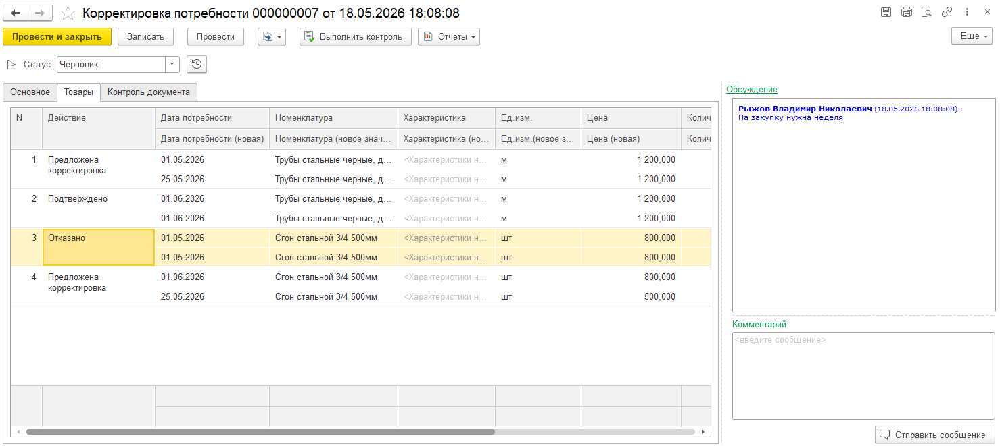 Корректировка потребности 000000007 от 18.05.2026 18:08:08
Провести и закрыть Записать Провести Выполнить контроль Отчеты Еще
Статус: Черновик
Основное Товары Контроль документа
N Действие Дата потребности Номенклатура Характеристика Ед.изм. Цена Колич
Дата потребности (новая) Номенклатура (новое знач... Характеристика (но... Ед.изм.(новое з... Цена (новая) Колич
1 Предложена корректировка 01.05.2026 Трубы стальные черные, д... <Характеристики н... м 1 200,000
25.05.2026 Трубы стальные черные, д... <Характеристики н... м 1 200,000
2 Подтверждено 01.06.2026 Трубы стальные черные, д... <Характеристики н... м 1 200,000
01.06.2026 Трубы стальные черные, д... <Характеристики н... м 1 200,000
3 Отказано 01.05.2026 Сгон стальной 3/4 500мм <Характеристики н... шт 800,000
01.05.2026 Сгон стальной 3/4 500мм <Характеристики н... шт 800,000
4 Предложена корректировка 01.06.2026 Сгон стальной 3/4 500мм <Характеристики н... шт 800,000
25.05.2026 Сгон стальной 3/4 500мм <Характеристики н... шт 500,000
Обсуждение
Рыжов Владимир Николаевич (18.05.2026 18:08:08)-:
На закупку нужна неделя
Комментарий
<введите сообщение>
Отправить сообщение